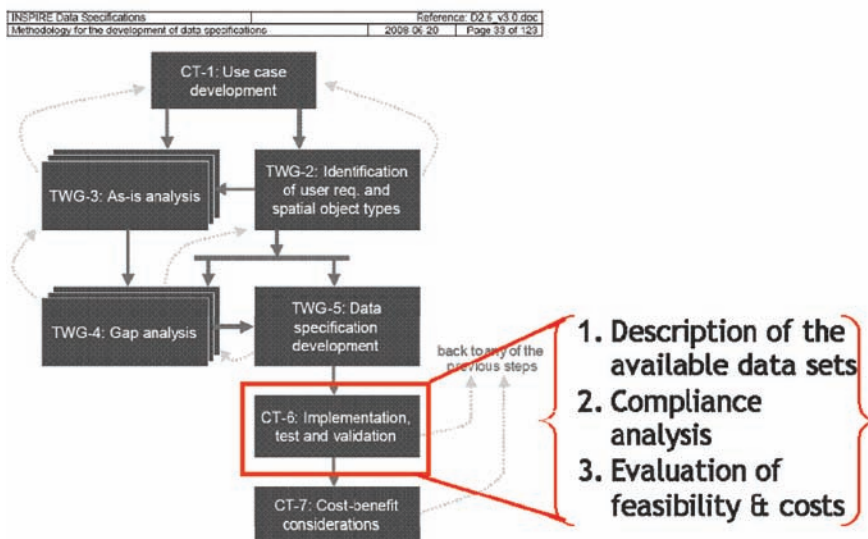 INSPIRE Data Specifications
Reference: D2.6_v3.0.doc
Methodology for the development of data specifications
2008-06-20
Page 33 of 123
CT-1: Use case
development
TWG-3: As-is analysis
TWG-2: Identification
of user req. and
spatial object types
TWG-4: Gap analysis
TWG-5: Data
specification
development
back to any of the
previous steps
CT-6: Implementation,
test and validation
CT-7: Cost-benefit
considerations
1. Description of the
available data sets
2. Compliance
analysis
3. Evaluation of
feasibility & costs